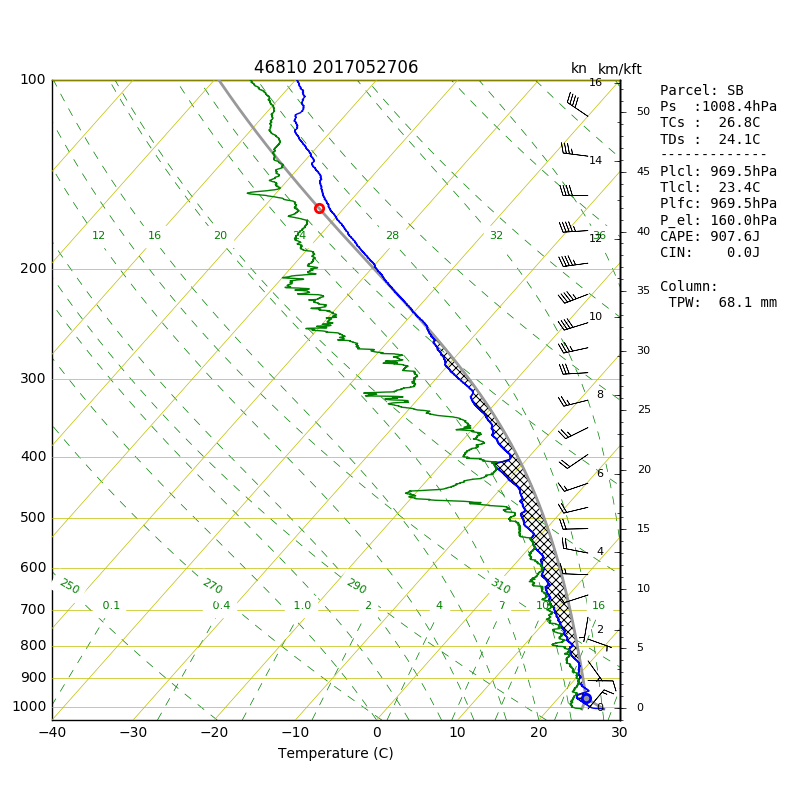 46810 2017052706
kn km/kft
Parcel: SB
Ps  :1008.4hPa
TCs :  26.8C
TDs :  24.1C
-------------
Plcl: 969.5hPa
Tlcl:  23.4C
Plfc: 969.5hPa
P_el: 160.0hPa
CAPE: 907.6J
CIN:    0.0J
Column:
TPW:  68.1 mm
100
200
300
400
500
600
700
800
900
1000
12 16 20 24 28 32 36
250 270 290 310
0.1 0.4 1.0 2 4 7 10 16
16
14
12
10
8
6
4
2
0
50
45
40
35
30
25
20
15
10
5
0
−40 −30 −20 −10 0 10 20 30
Temperature (C)